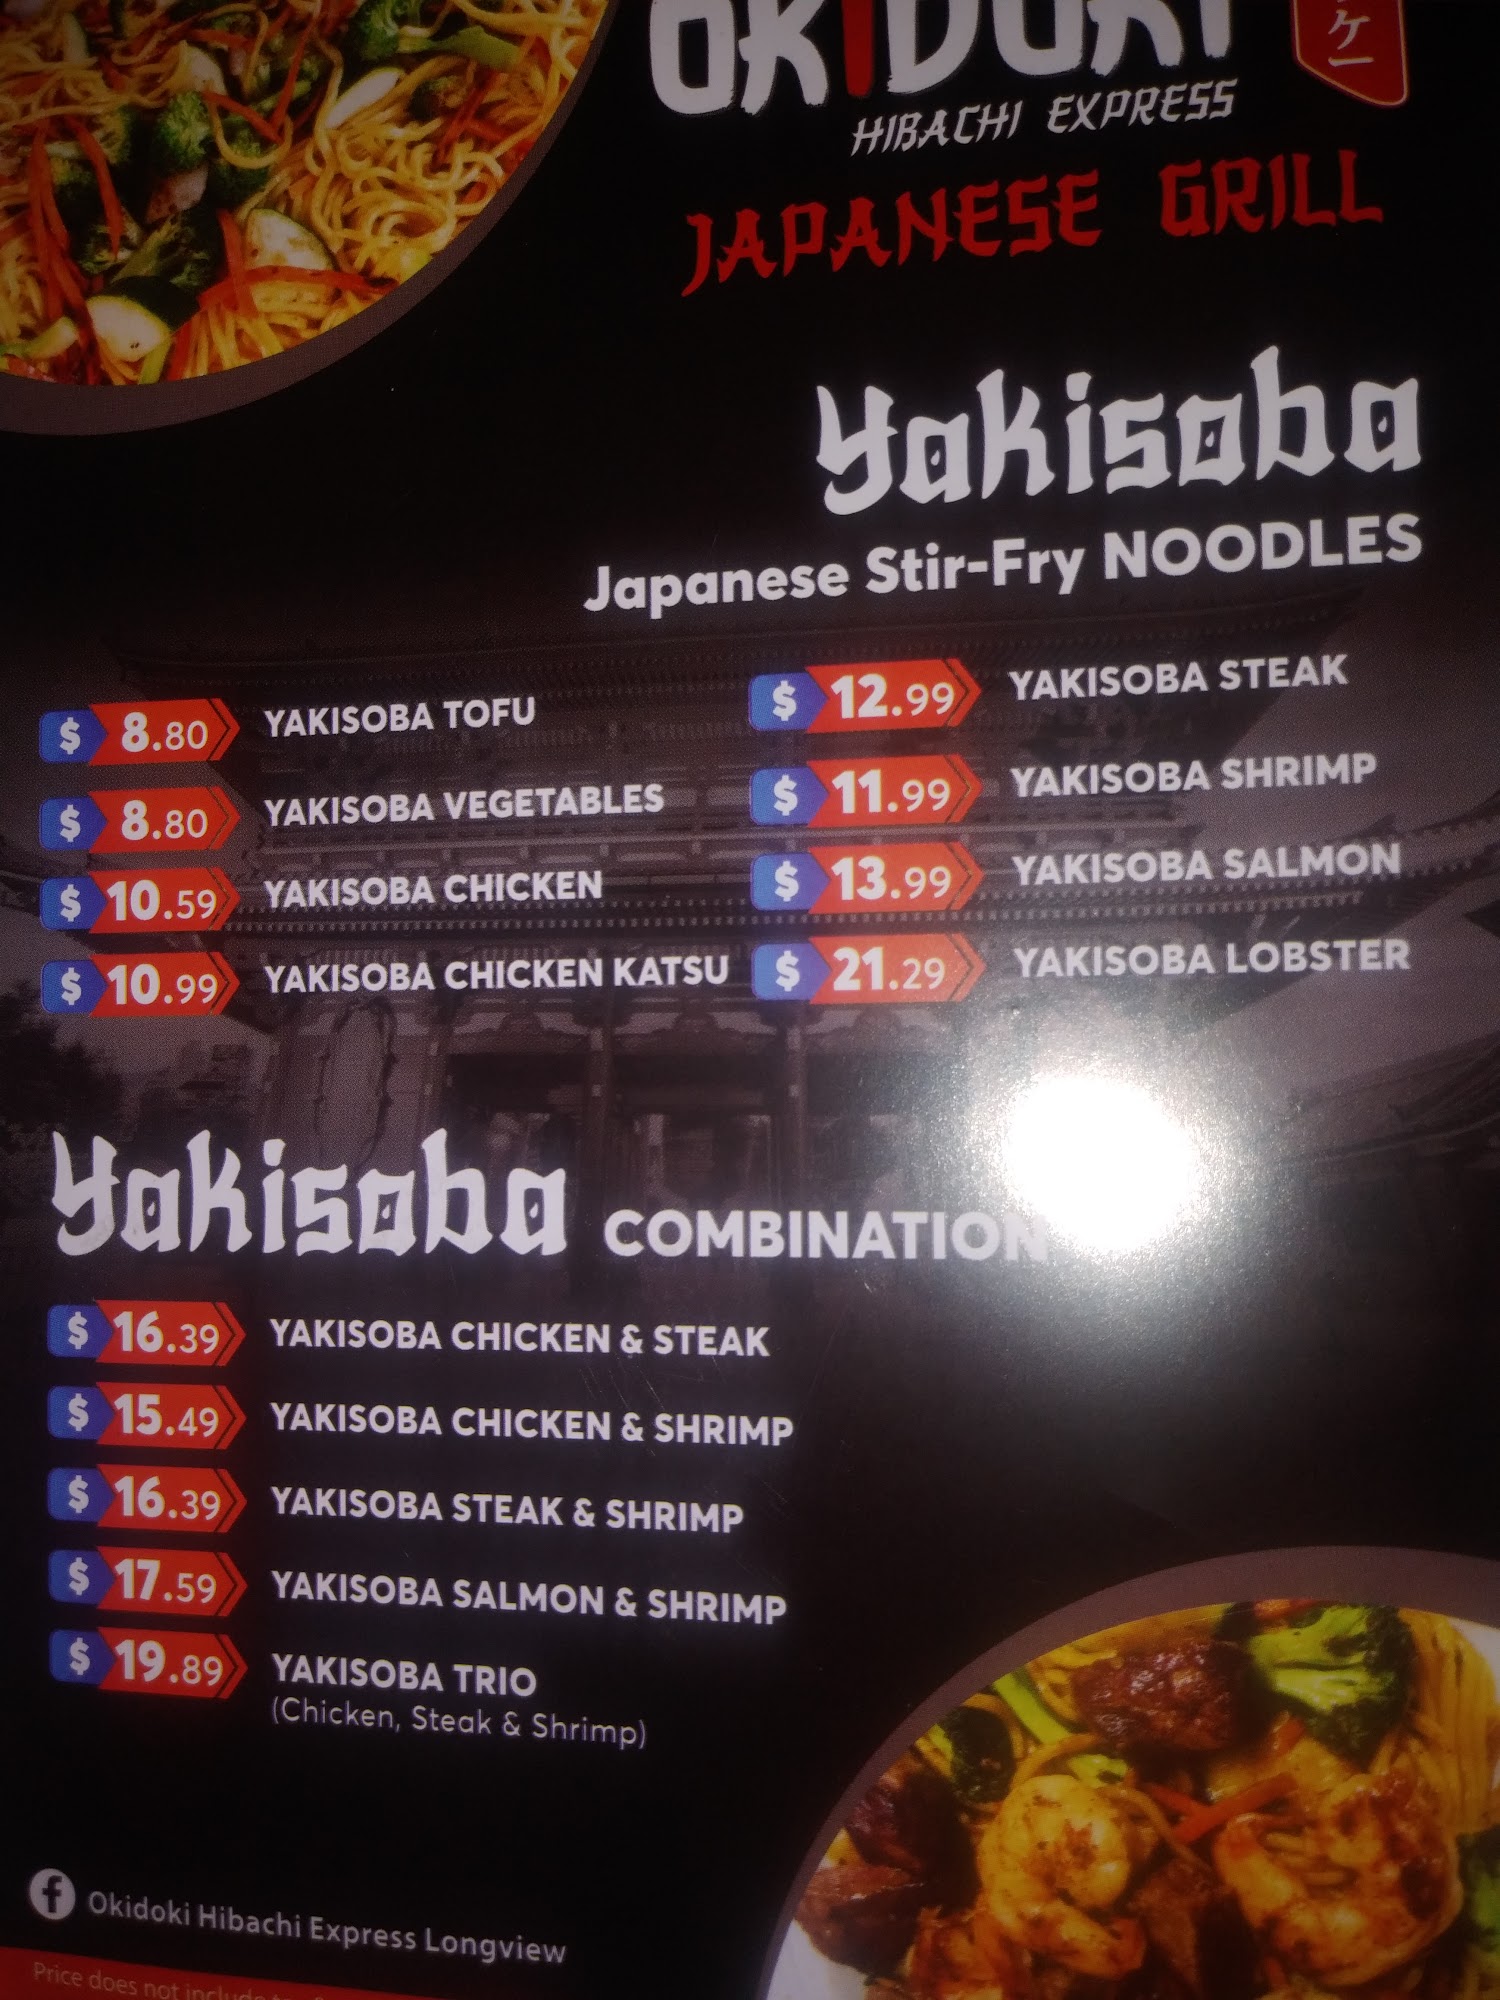 OKIDOKI
ケー
HIBACHI EXPRESS
JAPANESE GRILL
Yakisoba
Japanese Stir-Fry NOODLES
$ 8.80 YAKISOBA TOFU
$ 8.80 YAKISOBA VEGETABLES
$ 10.59 YAKISOBA CHICKEN
$ 10.99 YAKISOBA CHICKEN KATSU
$ 12.99 YAKISOBA STEAK
$ 11.99 YAKISOBA SHRIMP
$ 13.99 YAKISOBA SALMON
$ 21.29 YAKISOBA LOBSTER
Yakisoba COMBINATION
$ 16.39 YAKISOBA CHICKEN & STEAK
$ 15.49 YAKISOBA CHICKEN & SHRIMP
$ 16.39 YAKISOBA STEAK & SHRIMP
$ 17.59 YAKISOBA SALMON & SHRIMP
$ 19.89 YAKISOBA TRIO
(Chicken, Steak & Shrimp)
f Okidoki Hibachi Express Longview
Price does not include